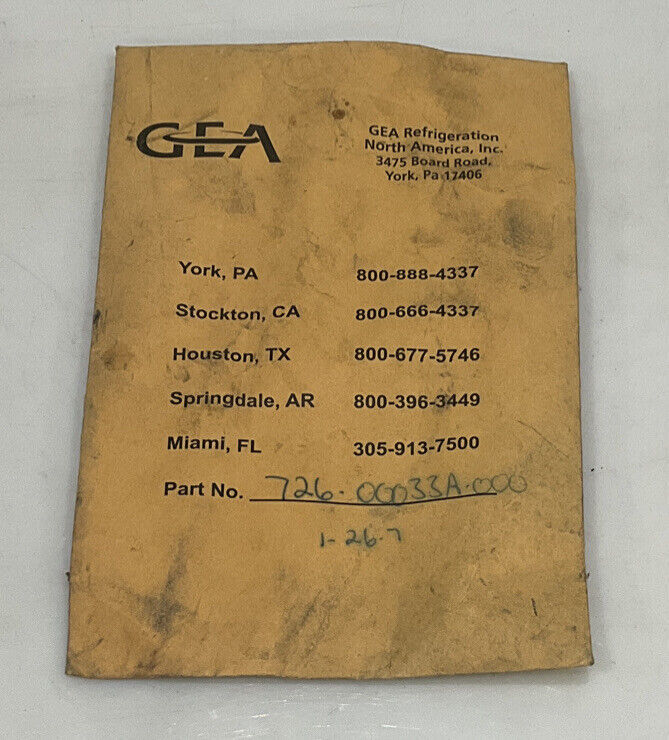 GEA
GEA Refrigeration
North America, Inc.
3475 Board Road,
York, Pa 17406
York, PA 800-888-4337
Stockton, CA 800-666-4337
Houston, TX 800-677-5746
Springdale, AR 800-396-3449
Miami, FL 305-913-7500
Part No. 726-00033A-000
1-26-7